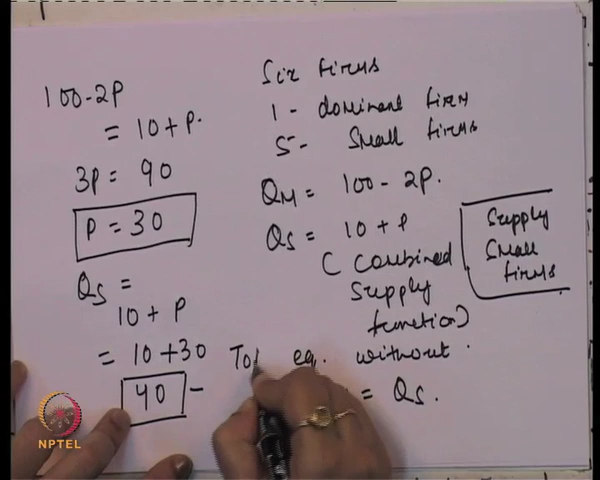 100-2P
= 10+P.
3P= 90
P = 30
QS =
10 + P
= 10+30
40 -
Six firms
1 - dominant firm
5- Small firms
QM = 100-2P.
QS = 10 + P
( Combined
Supply
function)
Supply
Small
firms
eq. without.
= QS.
NPTEL